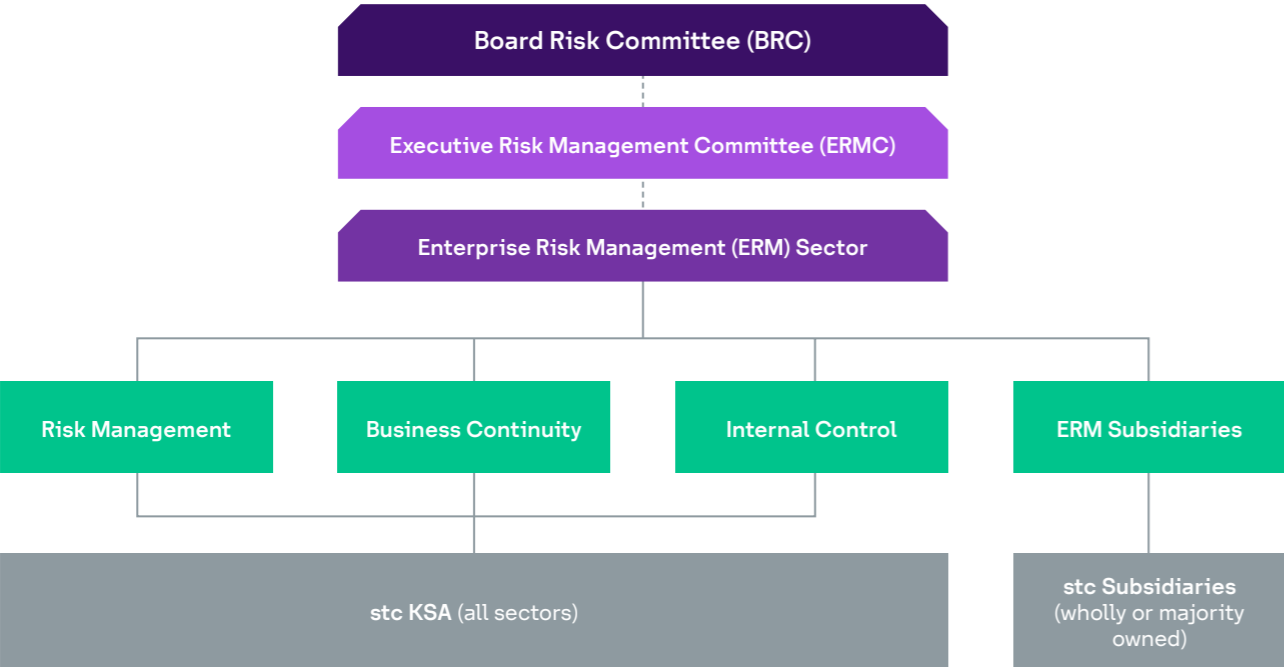 Board Risk Committee (BRC)
Executive Risk Management Committee (ERMC)
Enterprise Risk Management (ERM) Sector
Risk Management
Business Continuity
Internal Control
ERM Subsidiaries
stc KSA (all sectors)
stc Subsidiaries
(wholly or majority
owned)